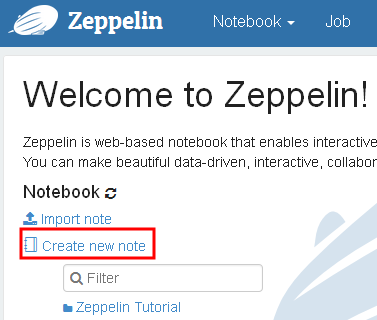 Zeppelin Notebook Job
Welcome to Zeppelin!
Zeppelin is web-based notebook that enables interactive
You can make beautiful data-driven, interactive, collabor
Notebook
Import note
Create new note
Filter
Zeppelin Tutorial